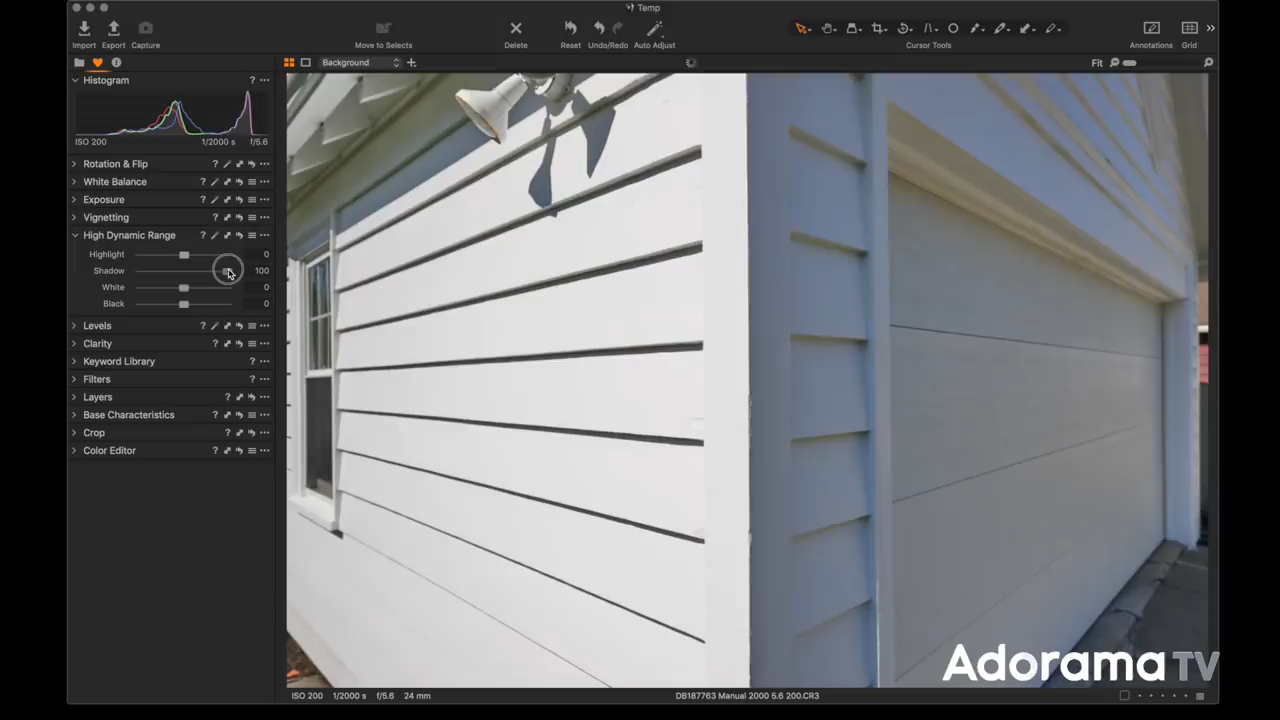 Temp
Import
Export
Capture
Move to Selects
Delete
Reset
Undo/Redo
Auto Adjust
Cursor Tools
Annotations
Grid
Background
Fit
Histogram
ISO 200
1/2000 s
f/5.6
Rotation & Flip
White Balance
Exposure
Vignetting
High Dynamic Range
Highlight 0
Shadow 100
White 0
Black 0
Levels
Clarity
Keyword Library
Filters
Layers
Base Characteristics
Crop
Color Editor
Adorama TV
ISO 200 1/2000 s f/5.6 24 mm
DB187763 Manual 2000 5.6 200.CR3